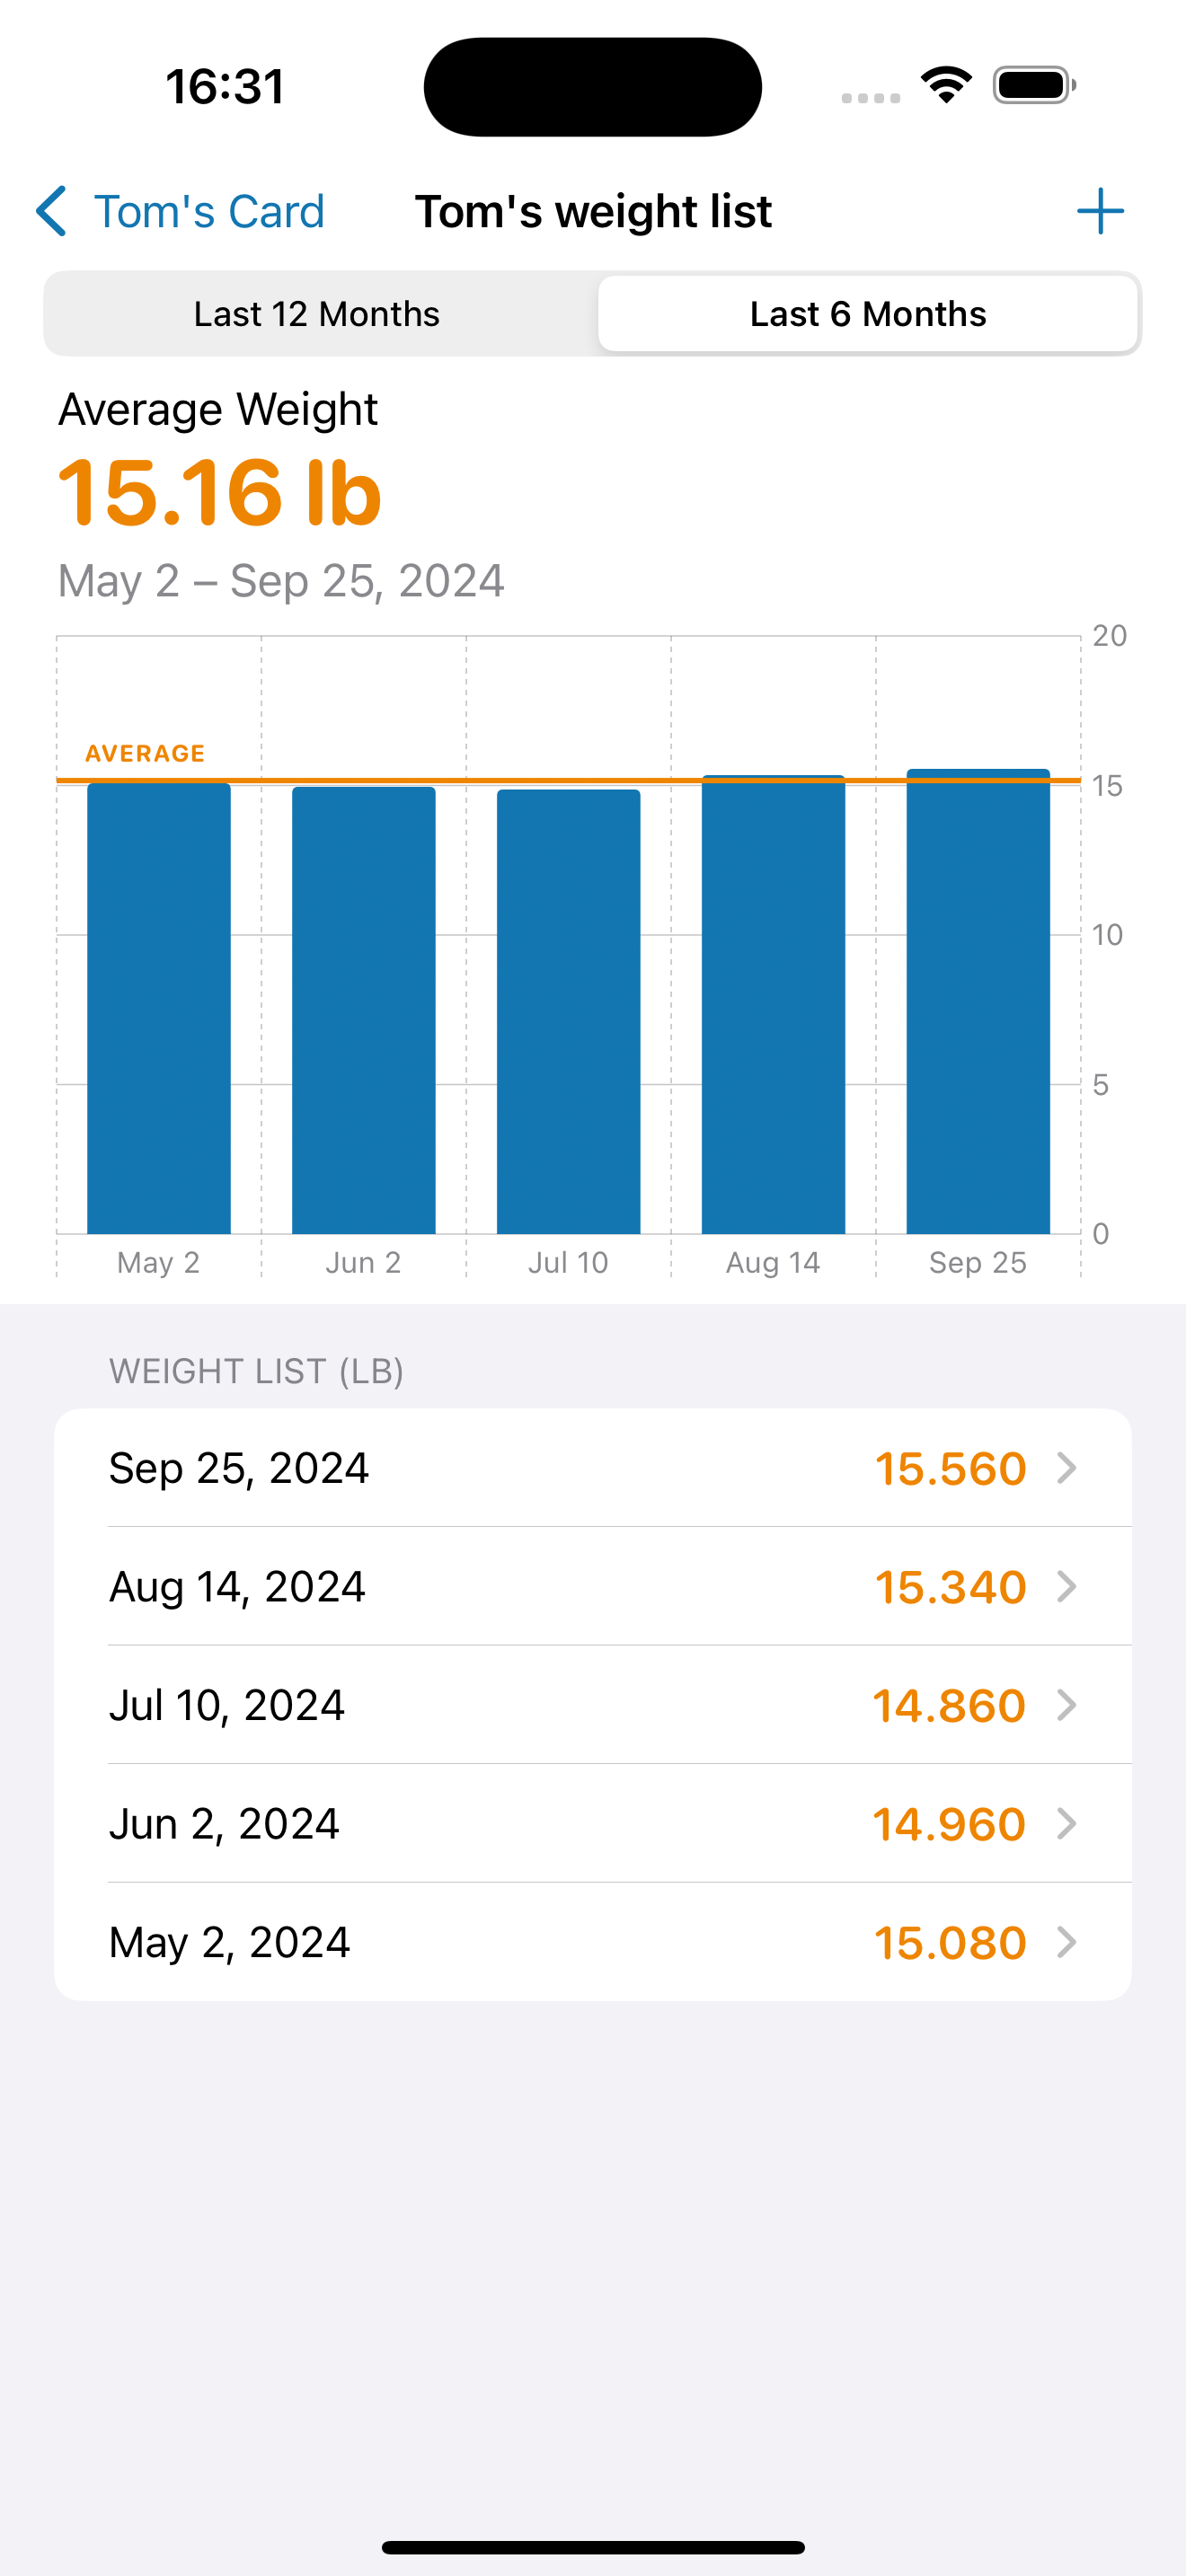 16:31
Tom's Card Tom's weight list
Last 12 Months Last 6 Months
Average Weight
15.16 lb
May 2 – Sep 25, 2024
20
AVERAGE
15
10
5
0
May 2 Jun 2 Jul 10 Aug 14 Sep 25
WEIGHT LIST (LB)
Sep 25, 2024 15.560
Aug 14, 2024 15.340
Jul 10, 2024 14.860
Jun 2, 2024 14.960
May 2, 2024 15.080